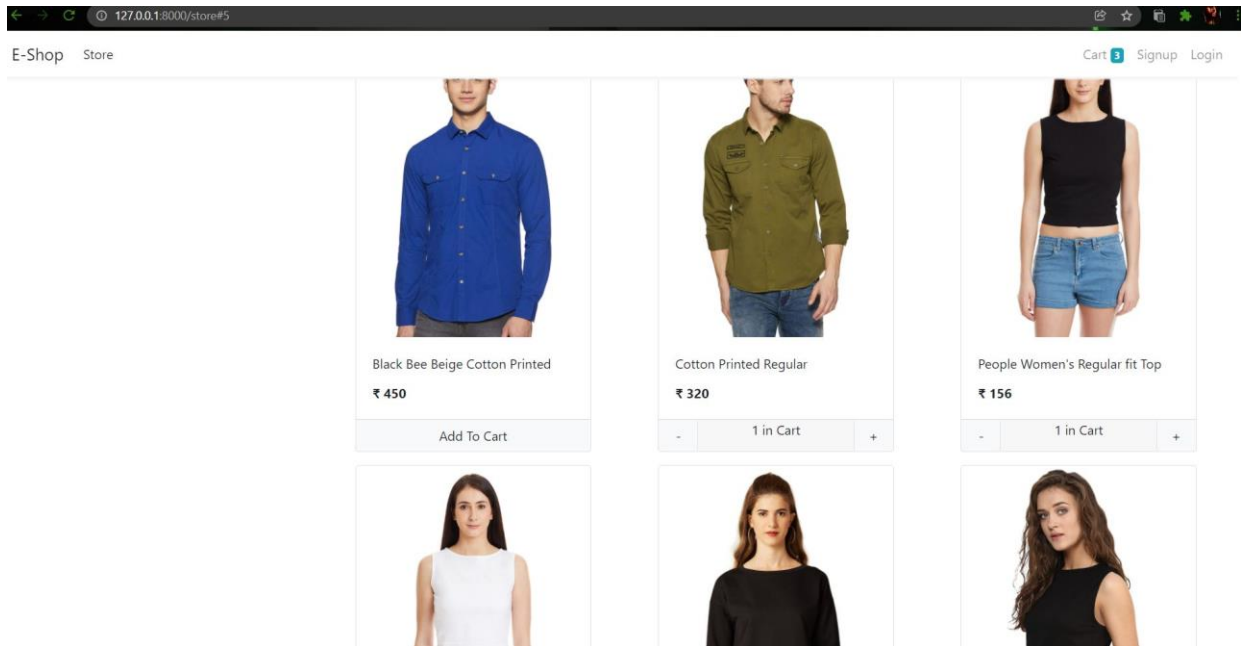 127.0.0.1:8000/store#5
E-Shop Store Cart 3 Signup Login
Black Bee Beige Cotton Printed
₹ 450
Add To Cart
Cotton Printed Regular
₹ 320
- 1 in Cart +
People Women's Regular fit Top
₹ 156
- 1 in Cart +